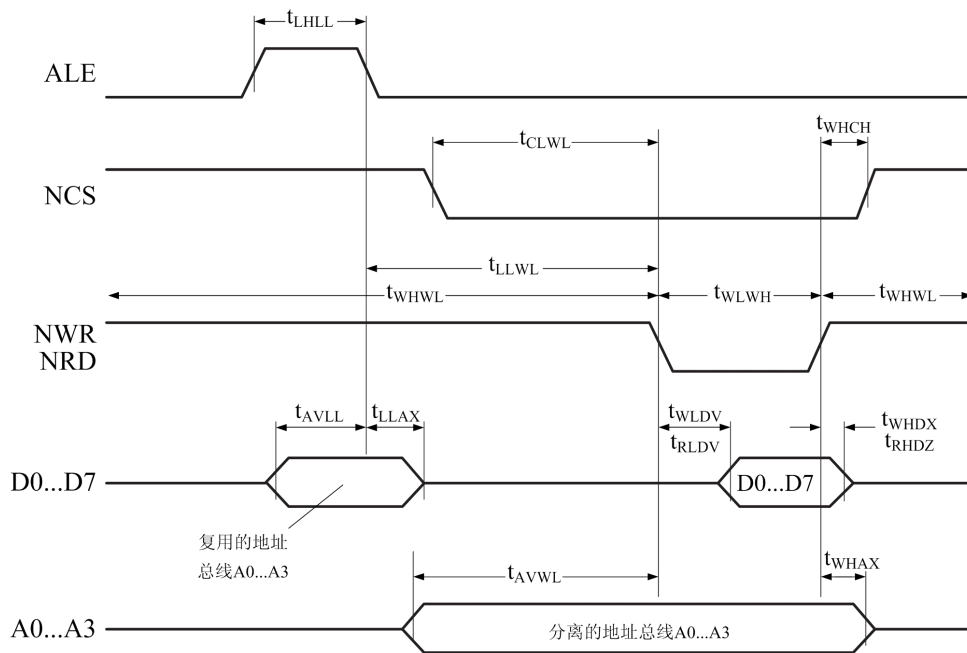 tLHLL
ALE
tCLWL
tWHCH
NCS
tLLWL
tWHWL
tWLWH
tWHWL
NWR
NRD
tAVLL
tLLAX
tWLDV
tRLDV
tWHDX
tRHDZ
D0...D7
D0...D7
复用的地址
总线A0...A3
tAVWL
tWHAX
A0...A3
分离的地址总线A0...A3